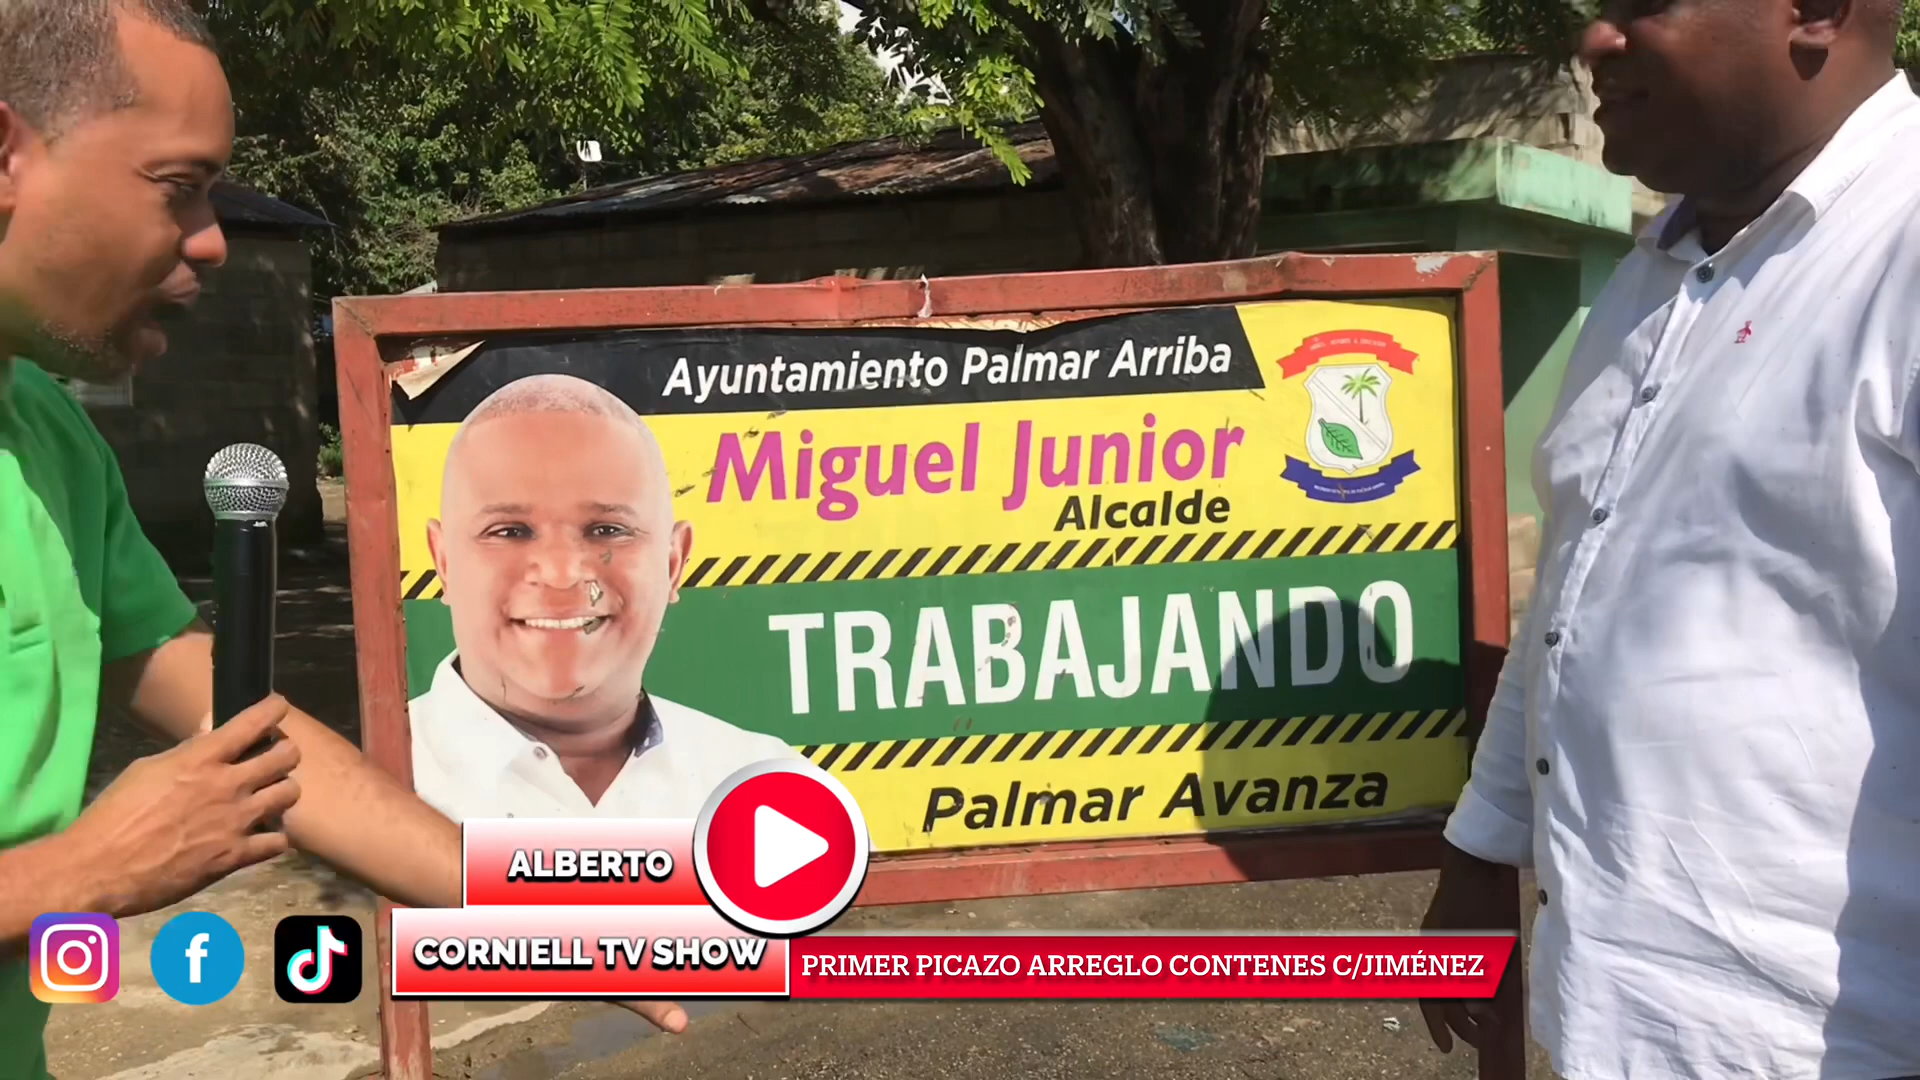 Ayuntamiento Palmar Arriba
Miguel Junior
Alcalde
TRABAJANDO
Palmar Avanza
ALBERTO
CORNIELL TV SHOW
PRIMER PICAZO ARREGLO CONTENES C/JIMÉNEZ